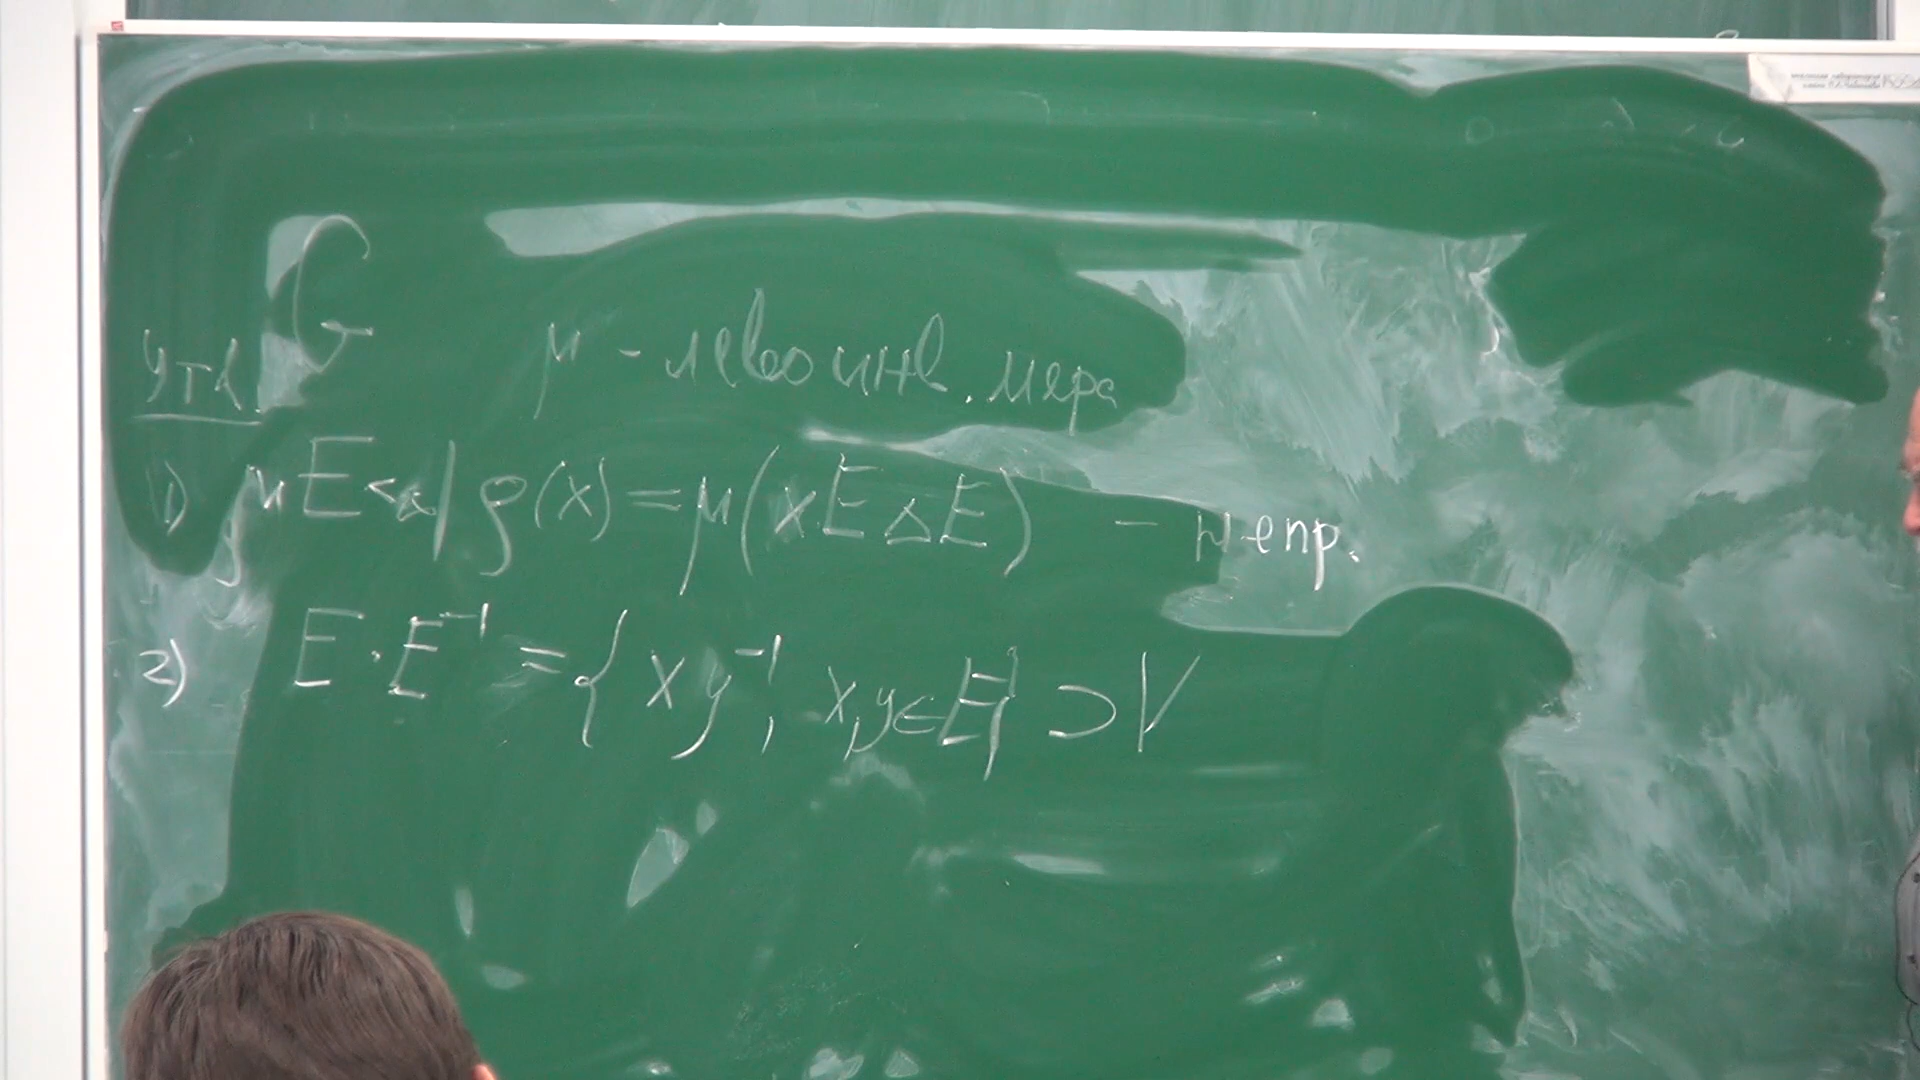 G
Утв. μ - левоинв. мера
1) μE<∞ | ρ(x) = μ(xE△E) - непр.
2) E·E⁻¹ = { xy⁻¹, x,y∈E } ⊃ V